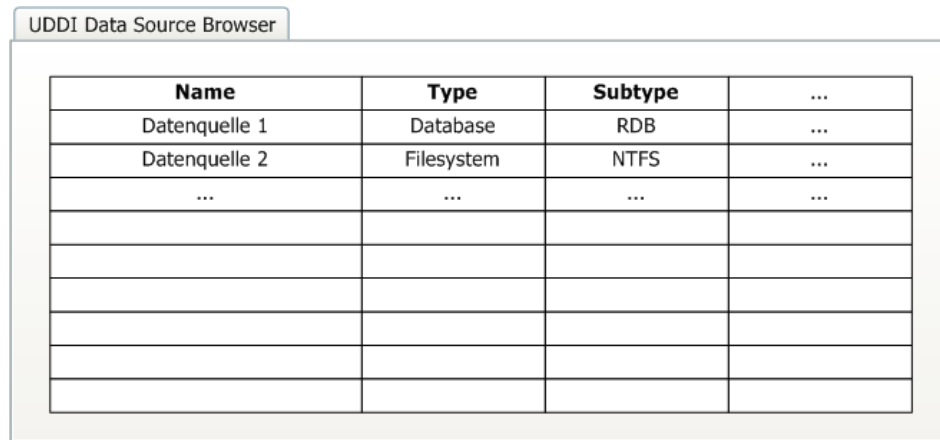 UDDI Data Source Browser
Name Type Subtype ...
Datenquelle 1 Database RDB ...
Datenquelle 2 Filesystem NTFS ...
... ... ... ...